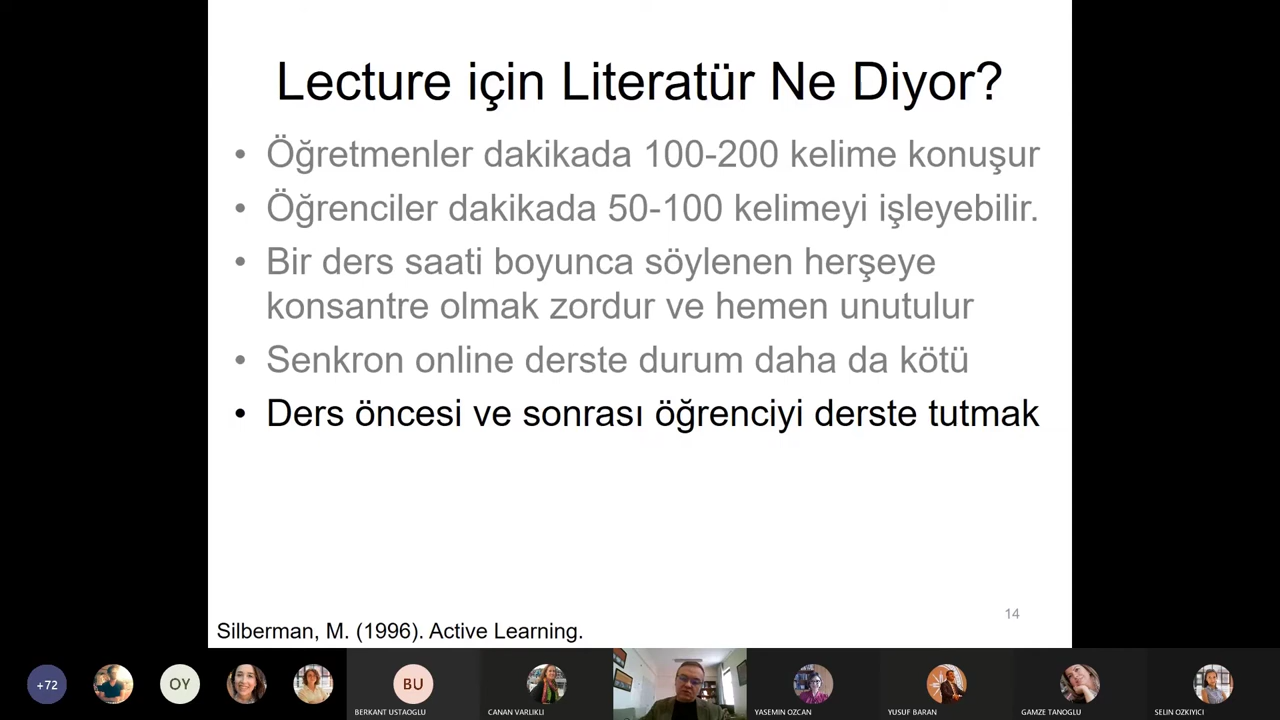 Lecture için Literatür Ne Diyor?
• Öğretmenler dakikada 100-200 kelime konuşur
• Öğrenciler dakikada 50-100 kelimeyi işleyebilir.
• Bir ders saati boyunca söylenen herşeye
konsantre olmak zordur ve hemen unutulur
• Senkron online derste durum daha da kötü
• Ders öncesi ve sonrası öğrenciyi derste tutmak
14
Silberman, M. (1996). Active Learning.
+72
OY
BU
BERKANT USTAOGLU
CANAN VARLIKLI
YASEMIN OZCAN
YUSUF BARAN
GAMZE TANOGLU
SELIN OZKIYICI